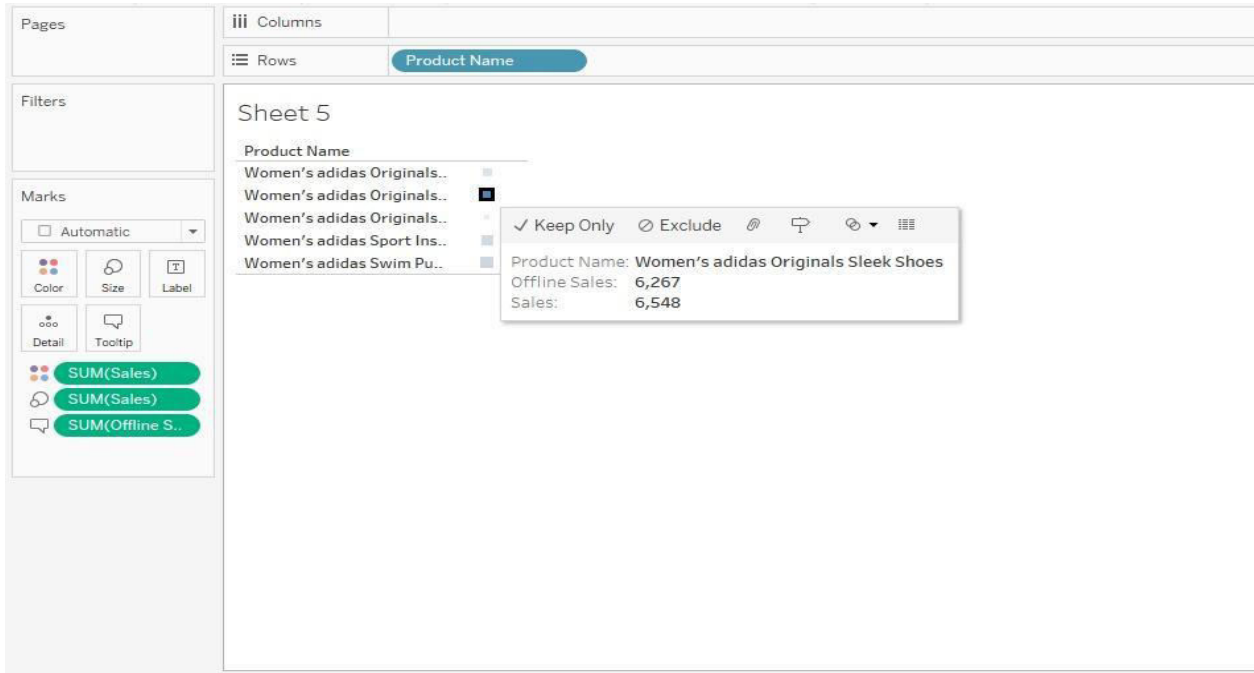 Pages
Columns
Rows
Product Name
Filters
Sheet 5
Product Name
Women's adidas Originals..
Women's adidas Originals..
Women's adidas Originals..
Women's adidas Sport Ins..
Women's adidas Swim Pu..
Keep Only Exclude
Product Name: Women's adidas Originals Sleek Shoes
Offline Sales: 6,267
Sales: 6,548
Marks
Automatic
Color Size Label
Detail Tooltip
SUM(Sales)
SUM(Sales)
SUM(Offline S..